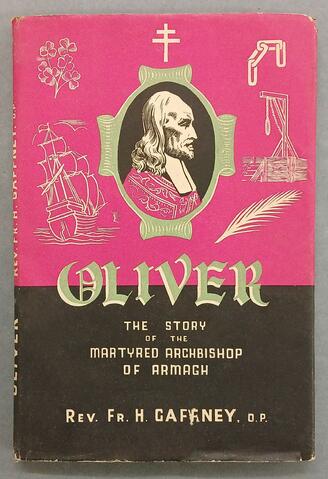 OLIVER
THE STORY
OF THE
MARTYRED ARCHBISHOP
OF ARMAGH
REV. FR. H. GAFFNEY, O.P.
OLIVER REV. FR. H. GAFFNEY, O.P.